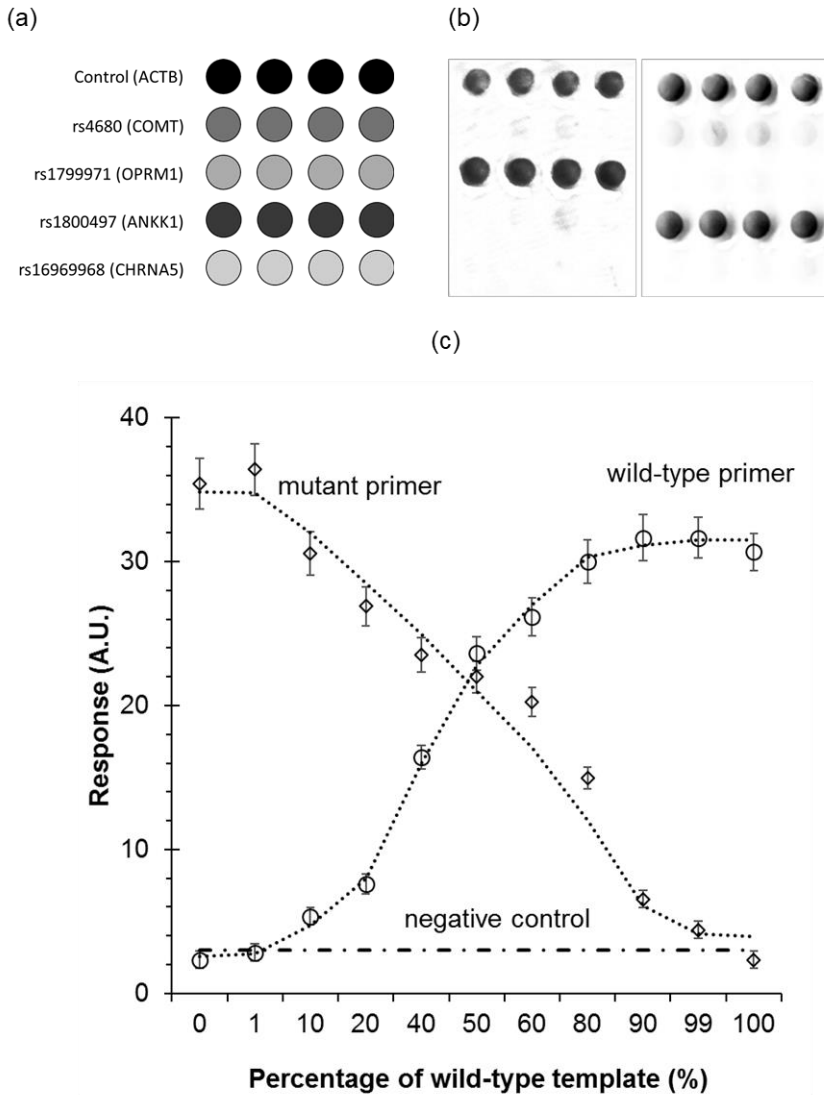 (a)
Control (ACTB)
rs4680 (COMT)
rs1799971 (OPRM1)
rs1800497 (ANKK1)
rs16969968 (CHRNA5)
(b)
(c)
Response (A.U.)
40
30
20
10
0
mutant primer
wild-type primer
negative control
0 1 10 20 40 50 60 80 90 99 100
Percentage of wild-type template (%)